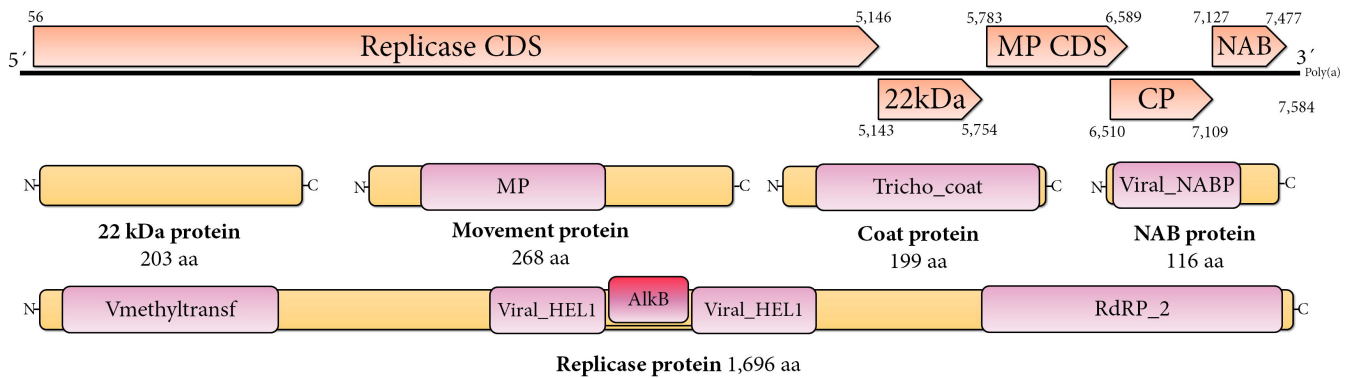 56 5,146 5,783 6,589 7,127 7,477
5´ Replicase CDS MP CDS NAB 3´
Poly(a)
22kDa CP 7,584
5,143 5,754 6,510 7,109
N MP C
N C N Tricho_coat C N Viral_NABP C
22 kDa protein Movement protein Coat protein NAB protein
203 aa 268 aa 199 aa 116 aa
N Vmethyltransf Viral_HEL1 AlkB Viral_HEL1 RdRP_2 C
Replicase protein 1,696 aa